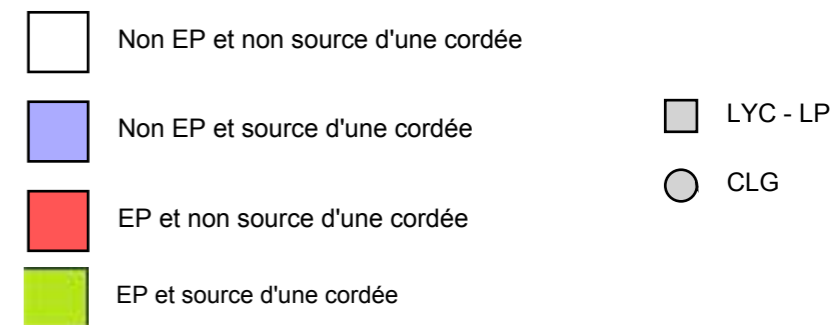 Non EP et non source d'une cordée
Non EP et source d'une cordée
EP et non source d'une cordée
EP et source d'une cordée
LYC - LP
CLG